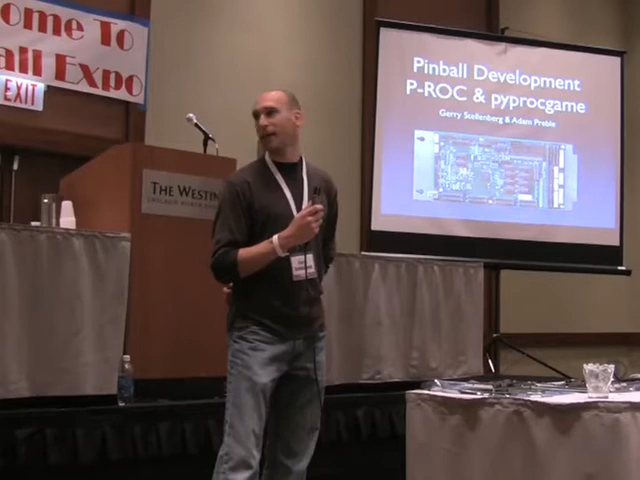 ome To
all Expo
EXIT
THE WESTIN
Pinball Development
P-ROC & pyprocgame
Gerry Stellenberg & Adam Preble